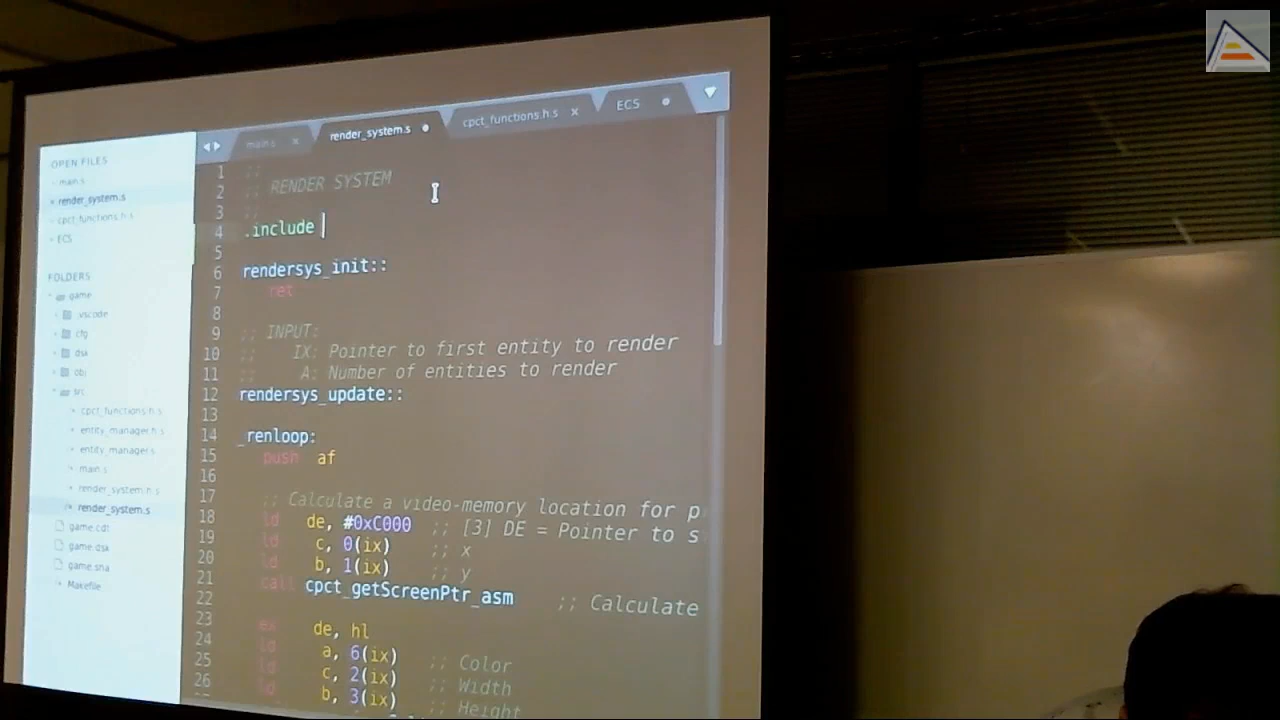 main.s x render_system.s cpct_functions.h.s x ECS
OPEN FILES
main.s
render_system.s
cpct_functions.h.s
ECS
FOLDERS
game
.vscode
cfg
dsk
obj
src
cpct_functions.h.s
entity_manager.h.s
entity_manager.s
main.s
render_system.h.s
render_system.s
game.cdt
game.dsk
game.sna
Makefile
1 ;;
2 ;; RENDER SYSTEM
3 ;;
4 .include
5
6 rendersys_init::
7 ret
8
9 ;; INPUT:
10 ;; IX: Pointer to first entity to render
11 ;; A: Number of entities to render
12 rendersys_update::
13
14 _renloop:
15 push af
16
17 ;; Calculate a video-memory location for p
18 ld de, #0xC000 ;; [3] DE = Pointer to s
19 ld c, 0(ix) ;; x
20 ld b, 1(ix) ;; y
21 call cpct_getScreenPtr_asm ;; Calculate
22
23 ex de, hl
24 ld a, 6(ix) ;; Color
25 ld c, 2(ix) ;; Width
26 ld b, 3(ix) ;; Height